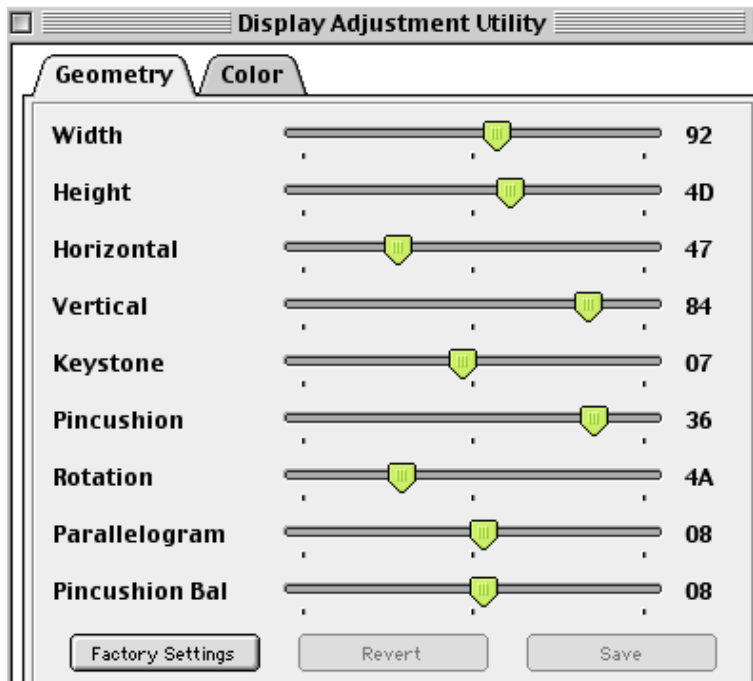 Display Adjustment Utility
Geometry Color
Width 92
Height 4D
Horizontal 47
Vertical 84
Keystone 07
Pincushion 36
Rotation 4A
Parallelogram 08
Pincushion Bal 08
Factory Settings Revert Save